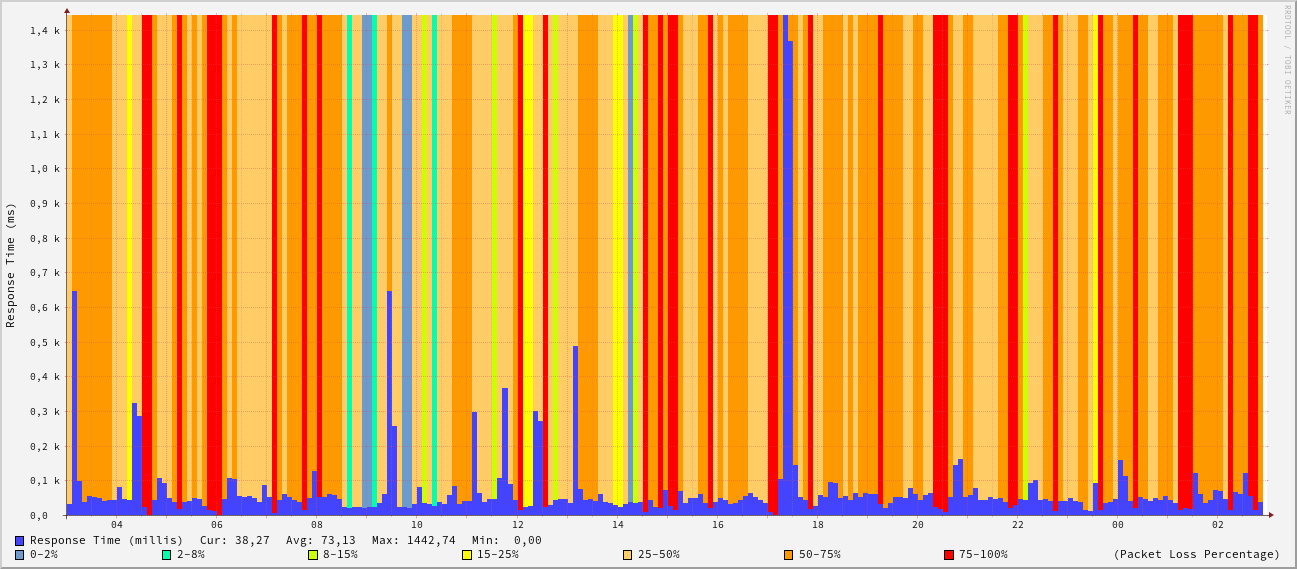 RRDTOOL / TOBI OETIKER
Response Time (ms)
1,4 k
1,3 k
1,2 k
1,1 k
1,0 k
0,9 k
0,8 k
0,7 k
0,6 k
0,5 k
0,4 k
0,3 k
0,2 k
0,1 k
0,0
04 06 08 10 12 14 16 18 20 22 00 02
Response Time (millis) Cur: 38,27 Avg: 73,13 Max: 1442,74 Min: 0,00
0-2% 2-8% 8-15% 15-25% 25-50% 50-75% 75-100% (Packet Loss Percentage)